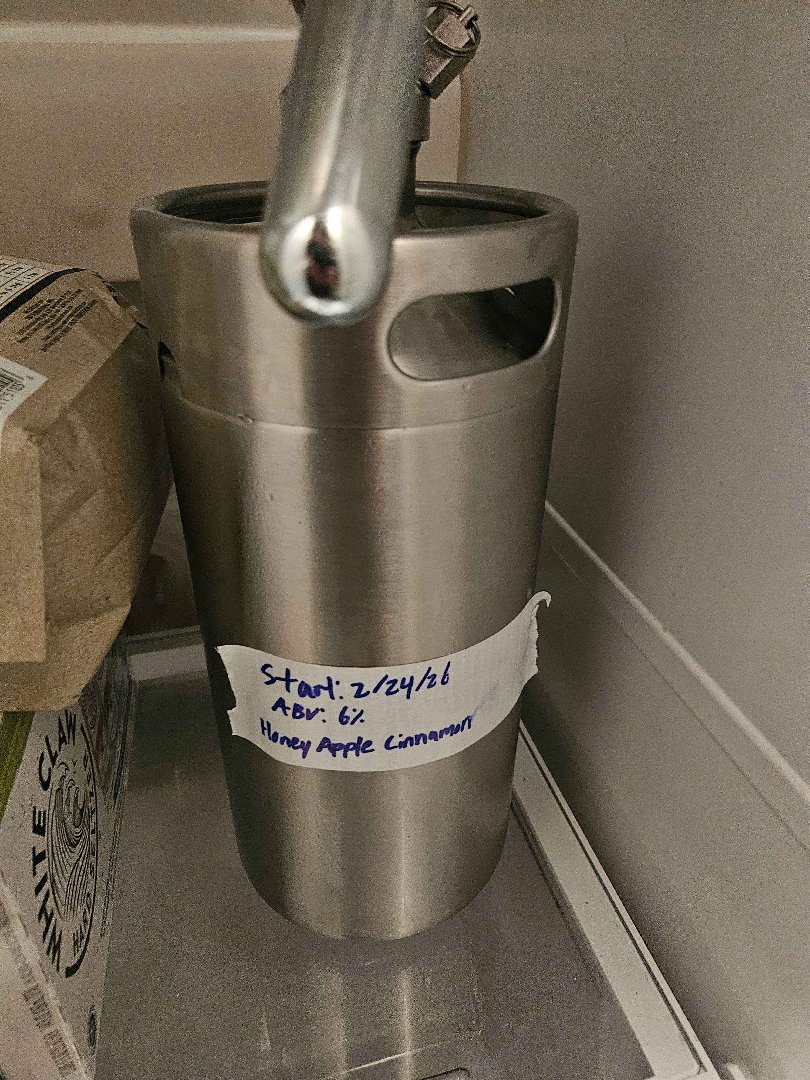 Start: 2/24/26
ABV: 6%
Honey Apple Cinnamon
WHITE CLAW